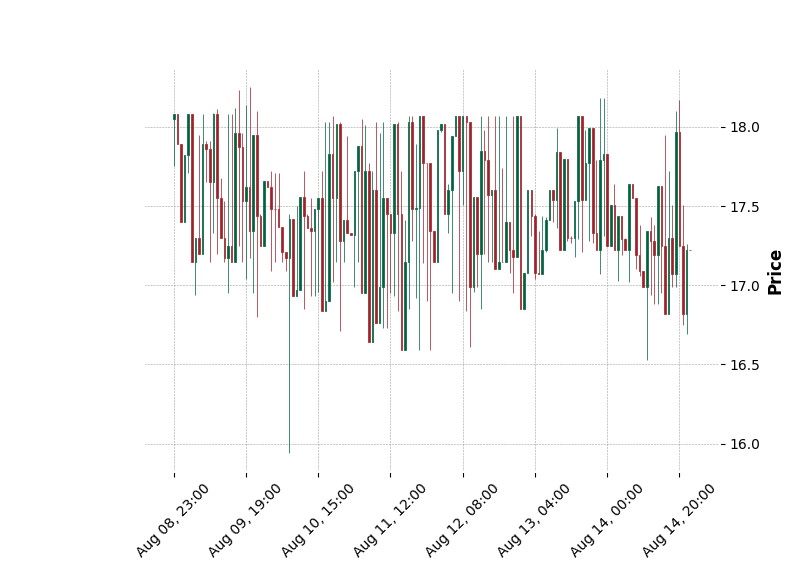 18.0
17.5
17.0
16.5
16.0
Price
Aug 08, 23:00
Aug 09, 19:00
Aug 10, 15:00
Aug 11, 12:00
Aug 12, 08:00
Aug 13, 04:00
Aug 14, 00:00
Aug 14, 20:00